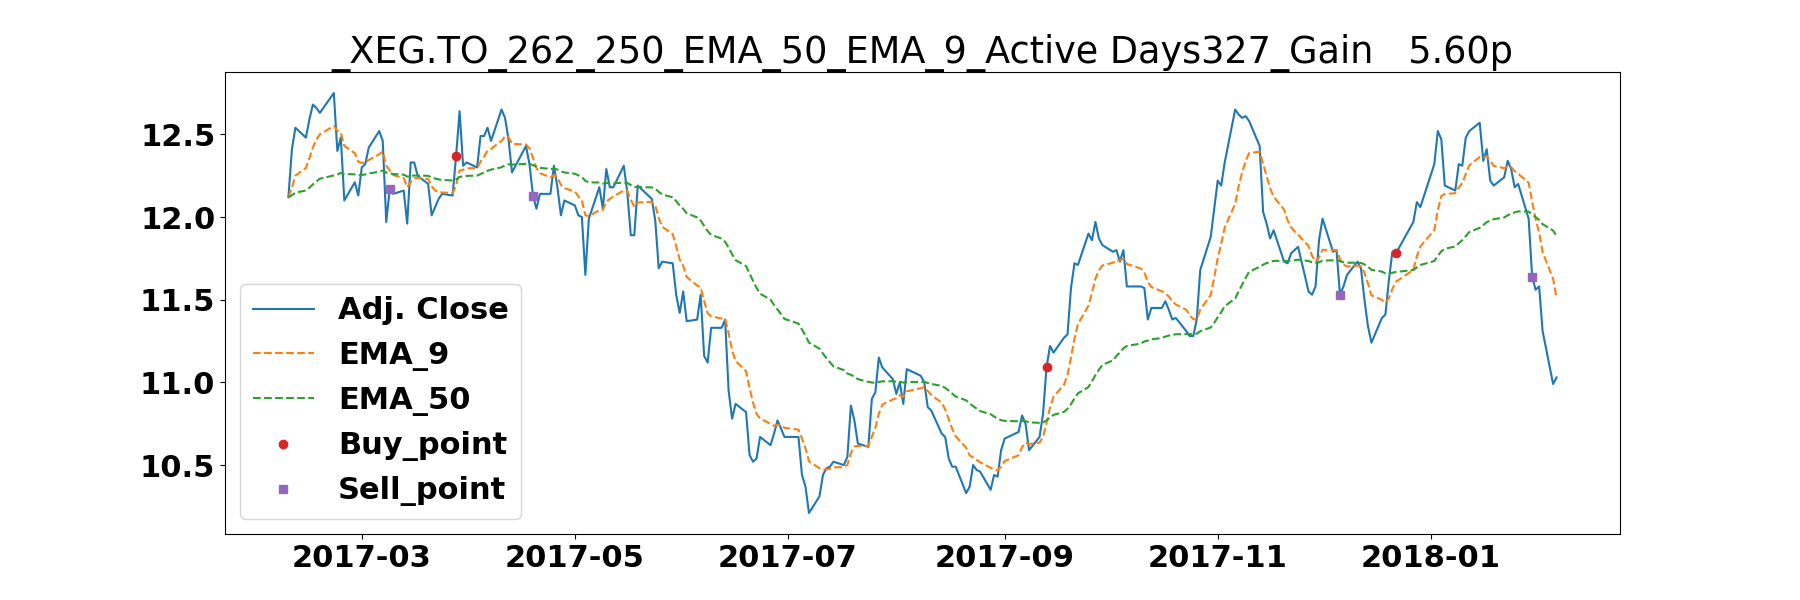 _XEG.TO_262_250_EMA_50_EMA_9_Active Days327_Gain   5.60p
12.5
12.0
11.5
11.0
10.5
Adj. Close
EMA_9
EMA_50
Buy_point
Sell_point
2017-03 2017-05 2017-07 2017-09 2017-11 2018-01